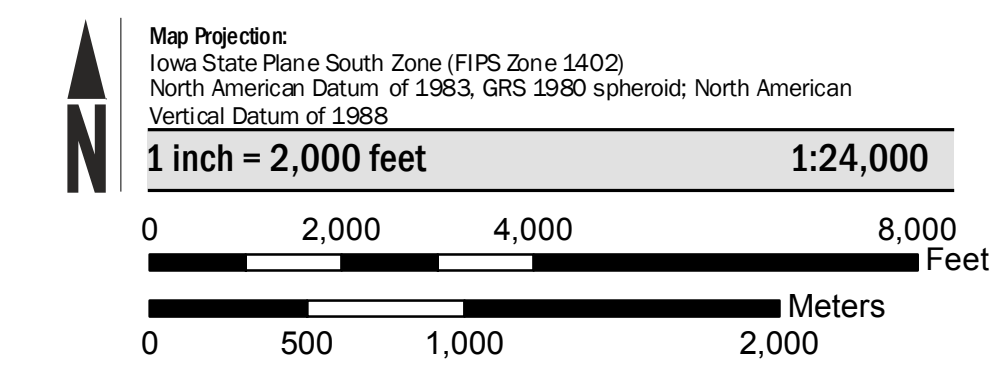 N
Map Projection:
Iowa State Plane South Zone (FIPS Zone 1402)
North American Datum of 1983, GRS 1980 spheroid; North American
Vertical Datum of 1988
1 inch = 2,000 feet 1:24,000
0 2,000 4,000 8,000
Feet
Meters
0 500 1,000 2,000